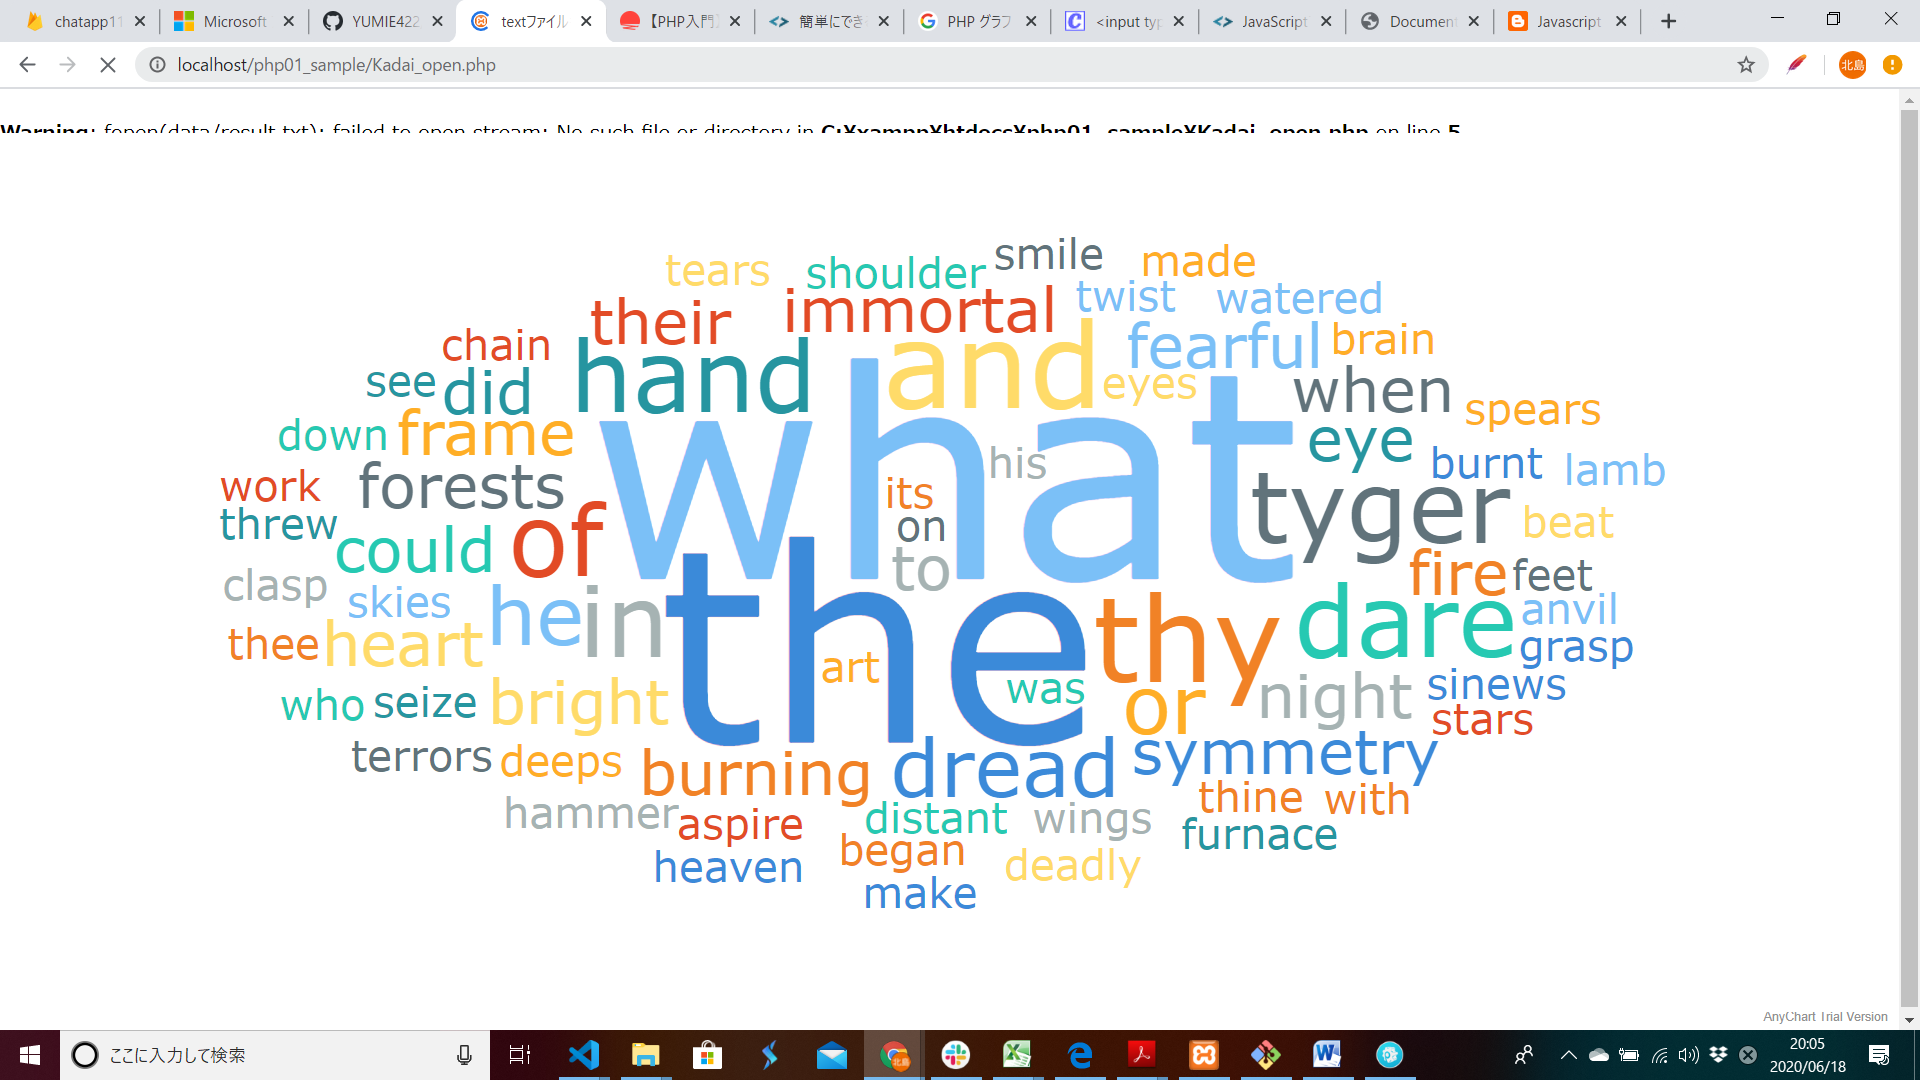 chatapp11
Microsoft
YUMIE422
textファイル
【PHP入門】
簡単にでき
PHP グラフ
<input typ
JavaScript
Document
Javascript
localhost/php01_sample/Kadai_open.php
北島
Warning: fopen(data/result.txt): failed to open stream: No such file or directory in C:¥xampp¥htdocs¥php01_sample¥Kadai_open.php on line 5
tears shoulder smile made
their immortal twist watered
chain hand and fearful brain
see did eyes when spears
down frame what eye burnt lamb
work forests its his tyger
threw could of on beat
clasp skies he in to fire feet
thee heart the thy dare anvil
grasp
who seize bright art was or night sinews
stars
terrors deeps burning dread symmetry
hammer aspire distant wings thine with
heaven began deadly furnace
make
AnyChart Trial Version
ここに入力して検索
20:05
2020/06/18